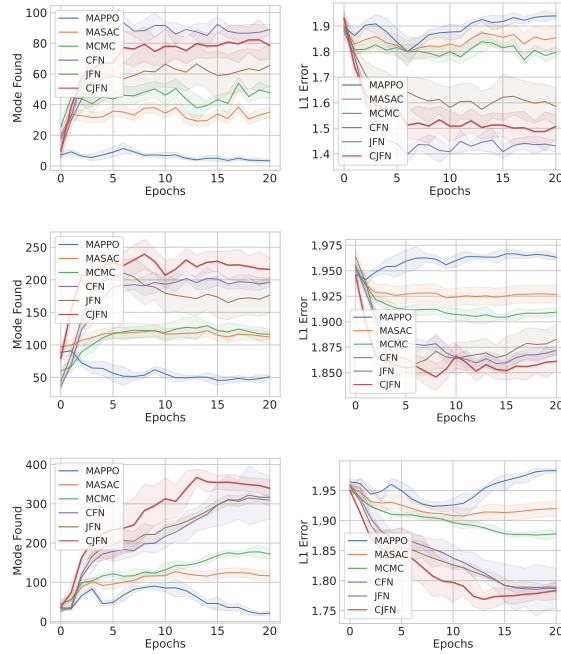 100
80
60
40
20
0
Mode Found
MAPPO
MASAC
MCMC
CFN
JFN
CJFN
0 5 10 15 20
Epochs
1.9
1.8
1.7
1.6
1.5
1.4
L1 Error
MAPPO
MASAC
MCMC
CFN
JFN
CJFN
0 5 10 15 20
Epochs
250
200
150
100
50
Mode Found
MAPPO
MASAC
MCMC
CFN
JFN
CJFN
0 5 10 15 20
Epochs
1.975
1.950
1.925
1.900
1.875
1.850
L1 Error
MAPPO
MASAC
MCMC
CFN
JFN
CJFN
0 5 10 15 20
Epochs
400
300
200
100
0
Mode Found
MAPPO
MASAC
MCMC
CFN
JFN
CJFN
0 5 10 15 20
Epochs
1.95
1.90
1.85
1.80
1.75
L1 Error
MAPPO
MASAC
MCMC
CFN
JFN
CJFN
0 5 10 15 20
Epochs